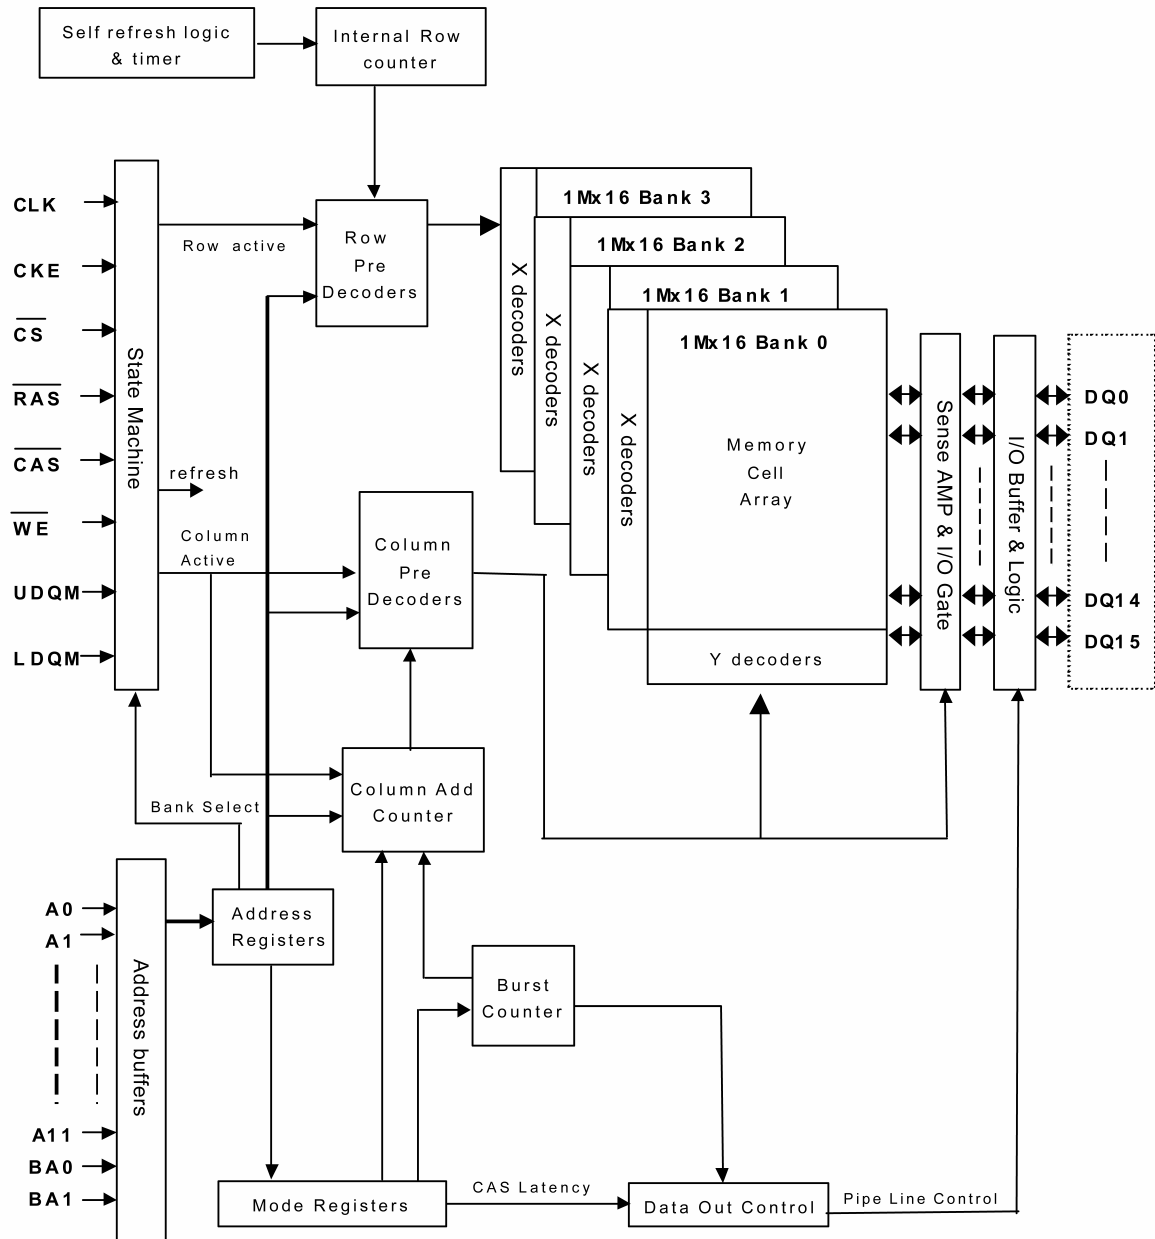 Self refresh logic
& timer
Internal Row
counter
CLK
CKE
CS
RAS
CAS
WE
UDQM
LDQM
State Machine
Row active
refresh
Column
Active
Row
Pre
Decoders
Column
Pre
Decoders
1Mx16 Bank 3
1Mx16 Bank 2
1Mx16 Bank 1
1Mx16 Bank 0
X decoders
X decoders
X decoders
X decoders
Memory
Cell
Array
Y decoders
Sense AMP & I/O Gate
I/O Buffer & Logic
DQ0
DQ1
DQ14
DQ15
Bank Select
Column Add
Counter
A0
A1
A11
BA0
BA1
Address buffers
Address
Registers
Burst
Counter
Mode Registers
CAS Latency
Data Out Control
Pipe Line Control